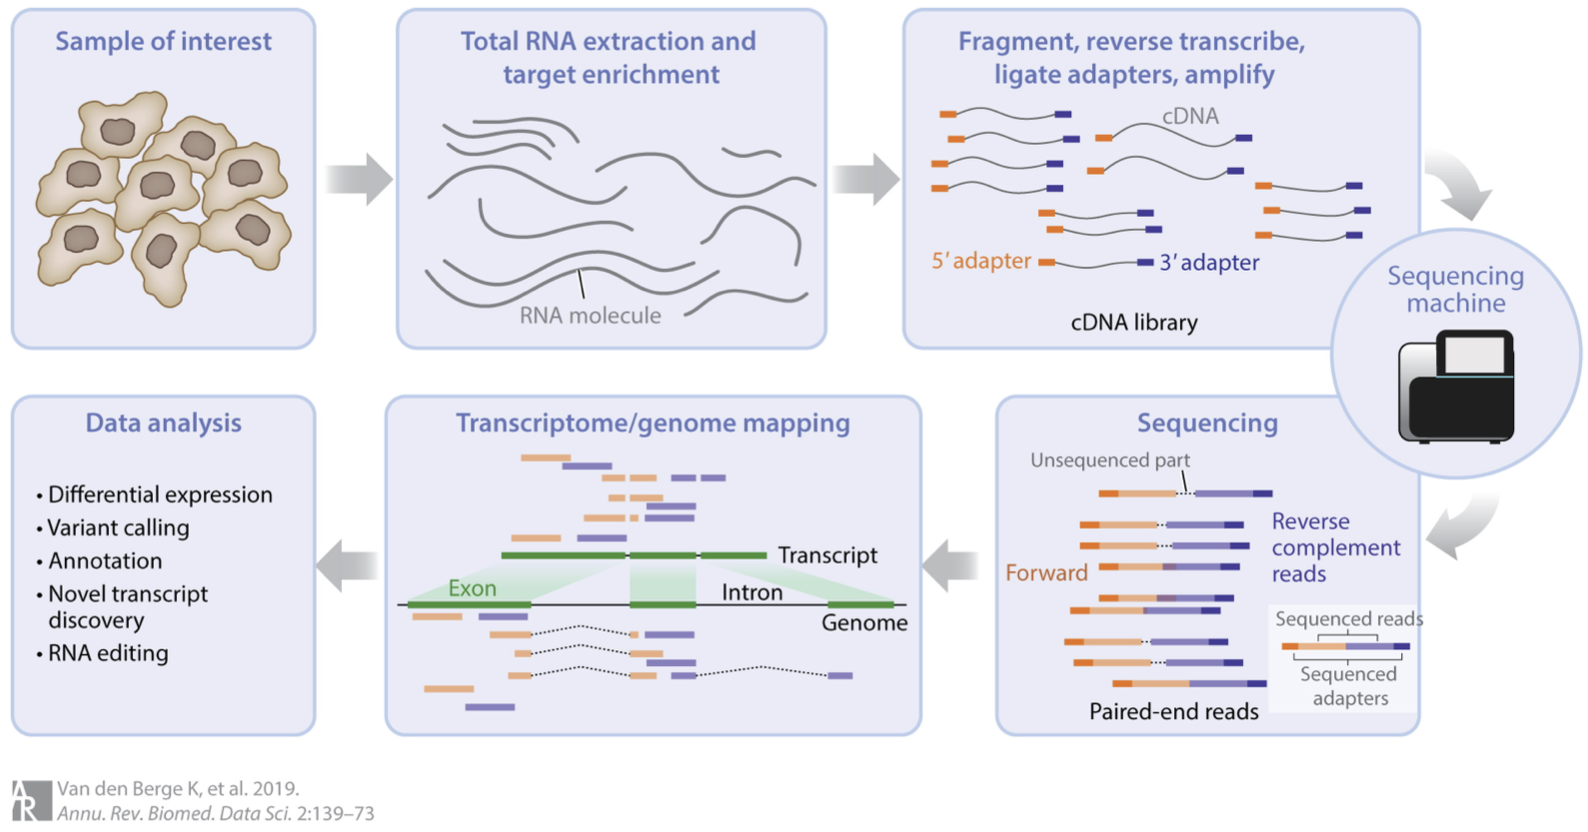 Sample of interest
Total RNA extraction and
target enrichment
RNA molecule
Fragment, reverse transcribe,
ligate adapters, amplify
cDNA
5′ adapter
3′ adapter
cDNA library
Sequencing
machine
Sequencing
Unsequenced part
Reverse
complement
reads
Forward
Sequenced reads
Sequenced
adapters
Paired-end reads
Transcriptome/genome mapping
Transcript
Exon
Intron
Genome
Data analysis
• Differential expression
• Variant calling
• Annotation
• Novel transcript
discovery
• RNA editing
AR
Van den Berge K, et al. 2019.
Annu. Rev. Biomed. Data Sci. 2:139–73